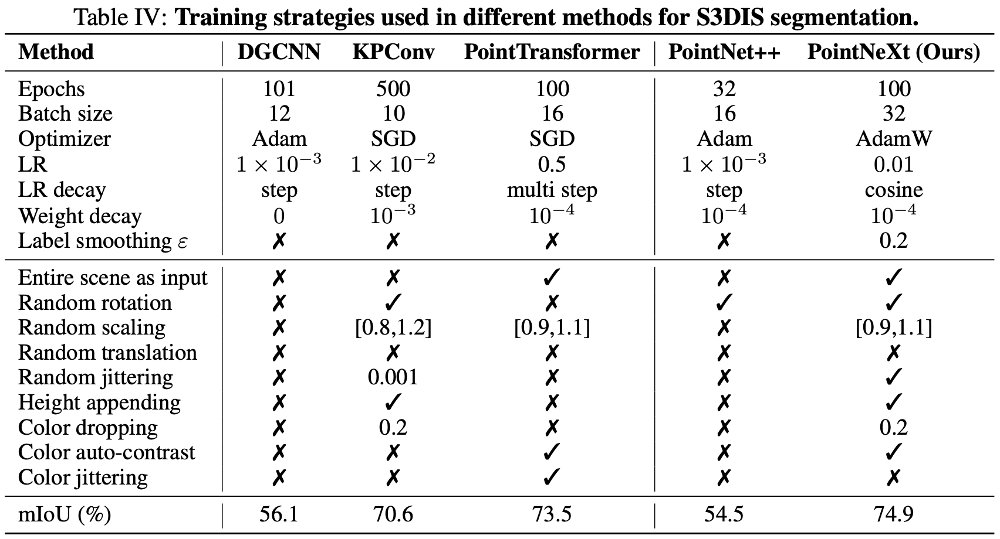 Table IV: Training strategies used in different methods for S3DIS segmentation.
Method DGCNN KPConv PointTransformer PointNet++ PointNeXt (Ours)
Epochs 101 500 100 32 100
Batch size 12 10 16 16 32
Optimizer Adam SGD SGD Adam AdamW
LR 1 × 10⁻³ 1 × 10⁻² 0.5 1 × 10⁻³ 0.01
LR decay step step multi step step cosine
Weight decay 0 10⁻³ 10⁻⁴ 10⁻⁴ 10⁻⁴
Label smoothing ε ✗ ✗ ✗ ✗ 0.2
Entire scene as input ✗ ✗ ✓ ✗ ✓
Random rotation ✗ ✓ ✗ ✓ ✓
Random scaling ✗ [0.8,1.2] [0.9,1.1] ✗ [0.9,1.1]
Random translation ✗ ✗ ✗ ✗ ✗
Random jittering ✗ 0.001 ✗ ✗ ✓
Height appending ✗ ✓ ✗ ✗ ✓
Color dropping ✗ 0.2 ✗ ✗ 0.2
Color auto-contrast ✗ ✗ ✓ ✗ ✓
Color jittering ✗ ✗ ✓ ✗ ✗
mIoU (%) 56.1 70.6 73.5 54.5 74.9